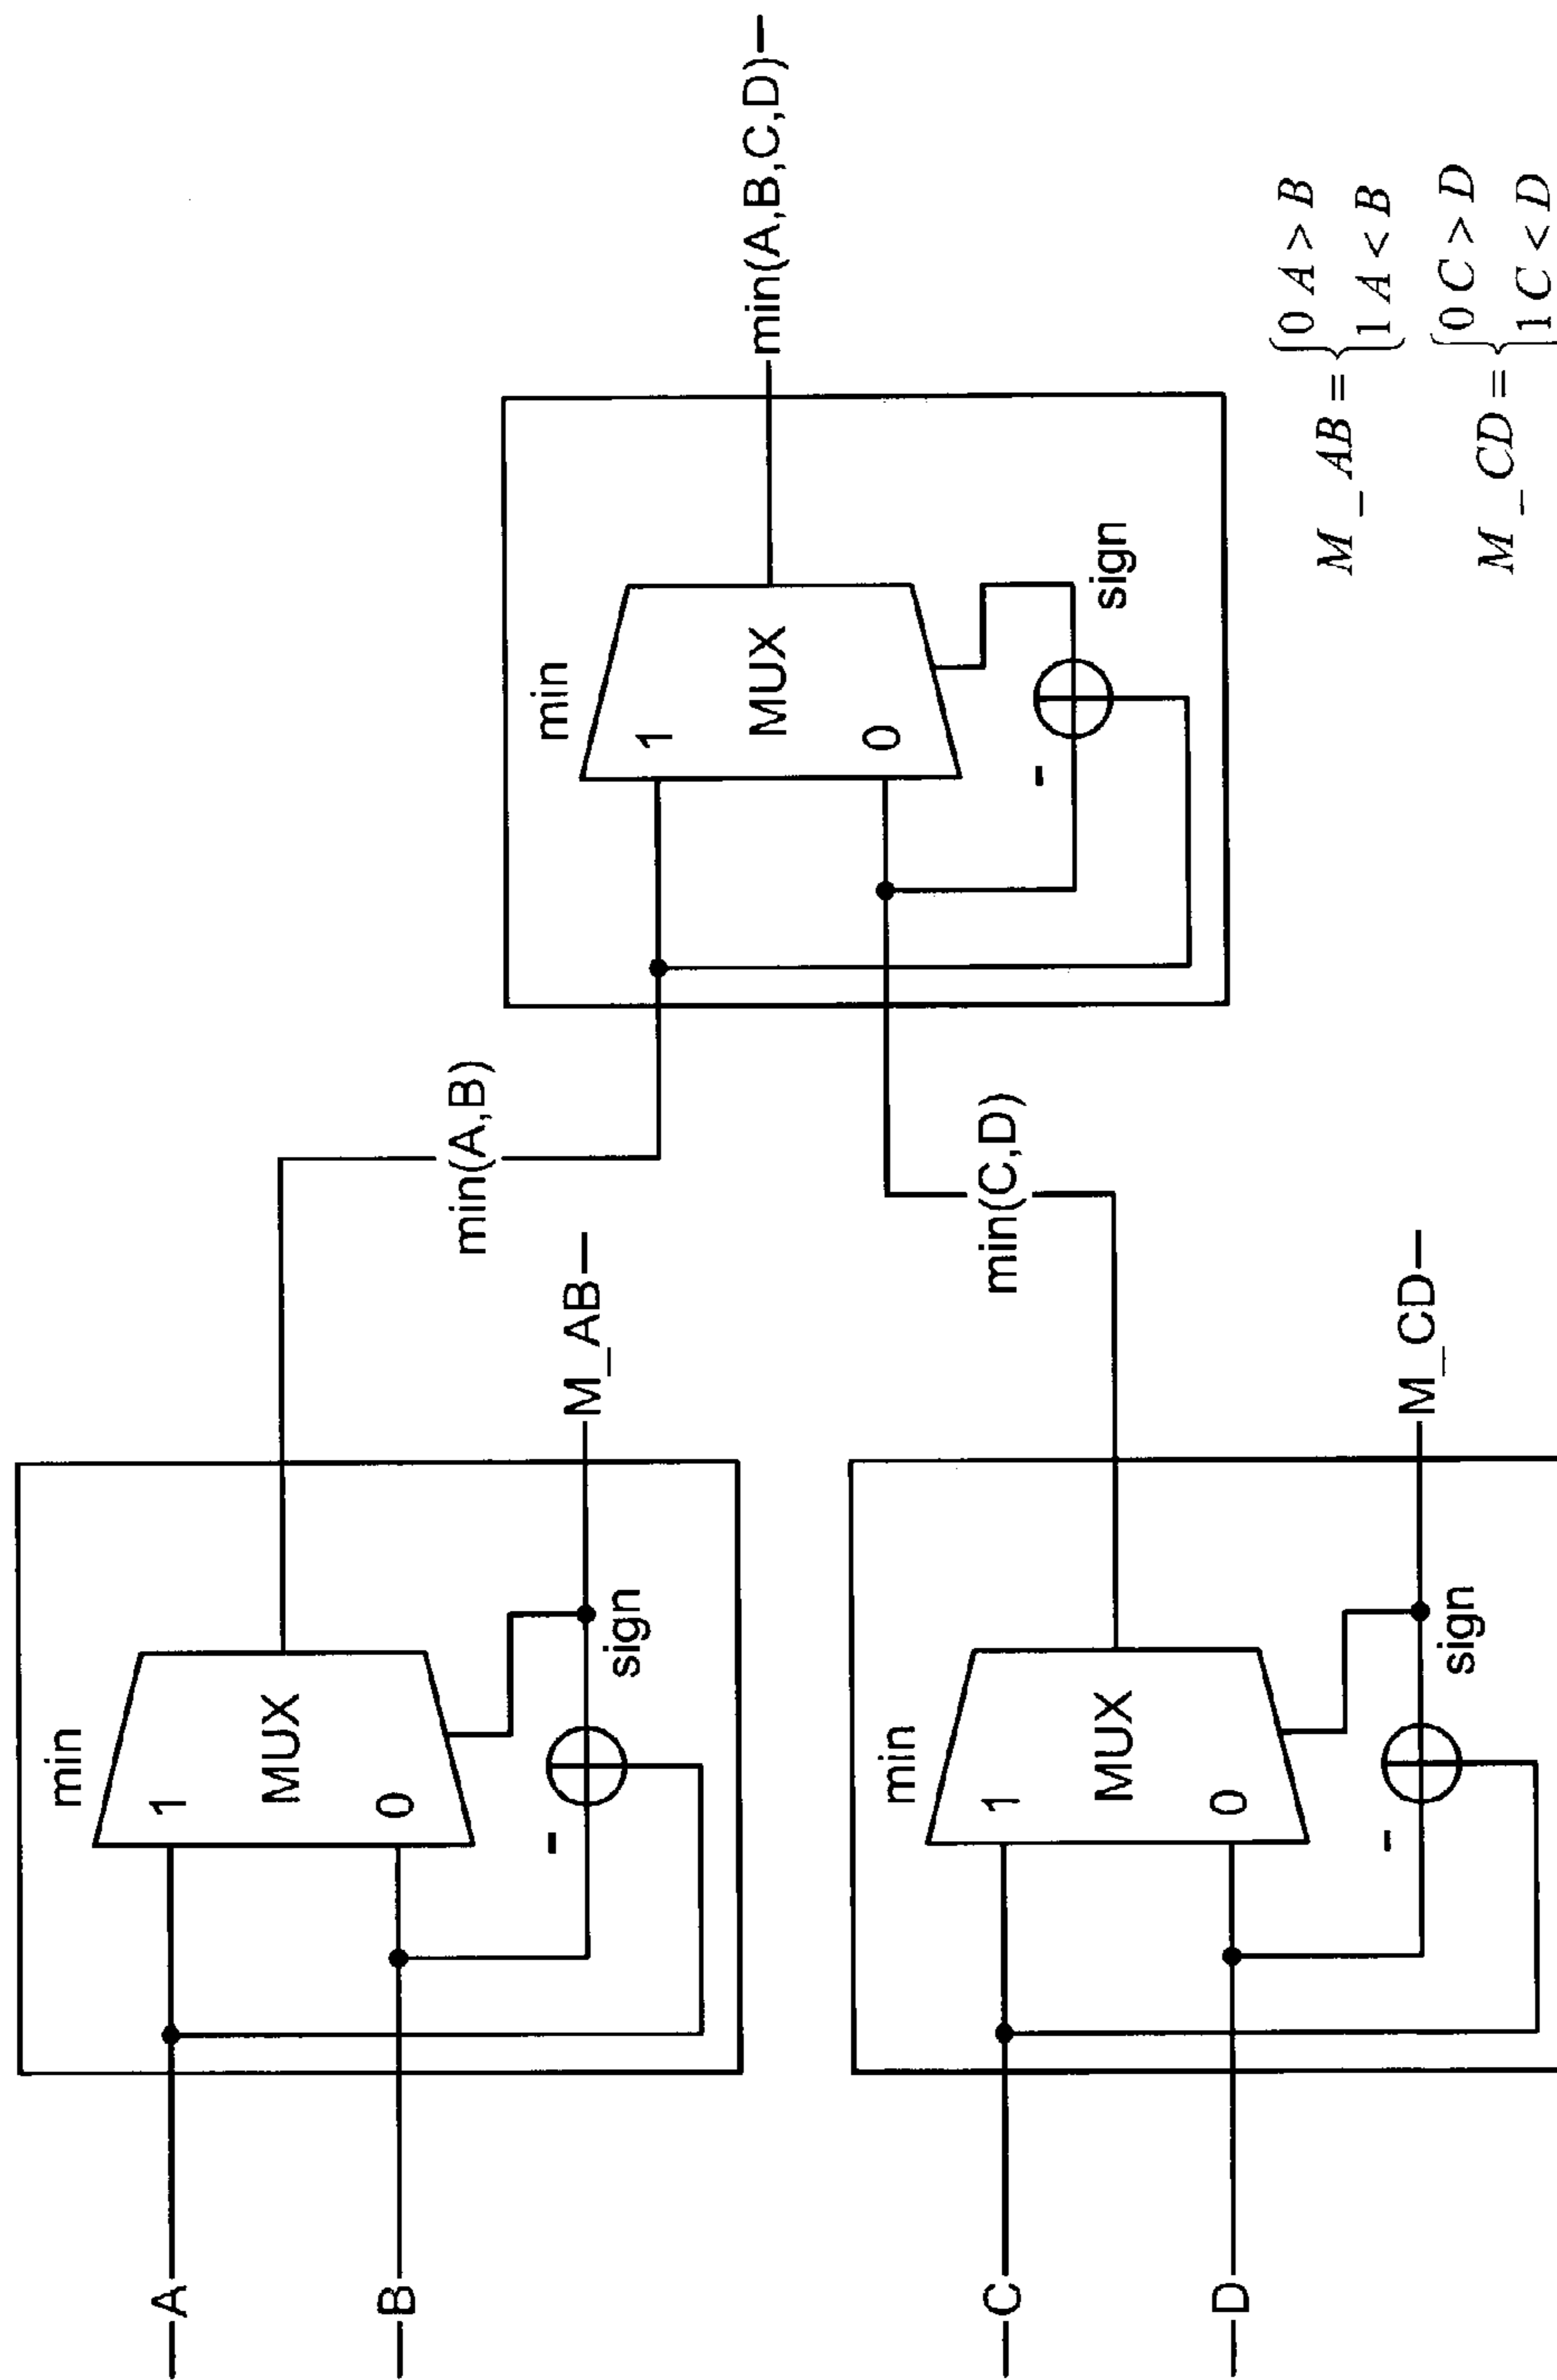 A
B
min
1
MUX
0
-
sign
M_AB
min(A,B)
C
D
min
1
MUX
0
-
sign
M_CD
min(C,D)
min
1
MUX
0
-
sign
min(A,B,C,D)
M_AB = { 0 A > B
1 A < B
M_CD = { 0 C > D
1 C < D